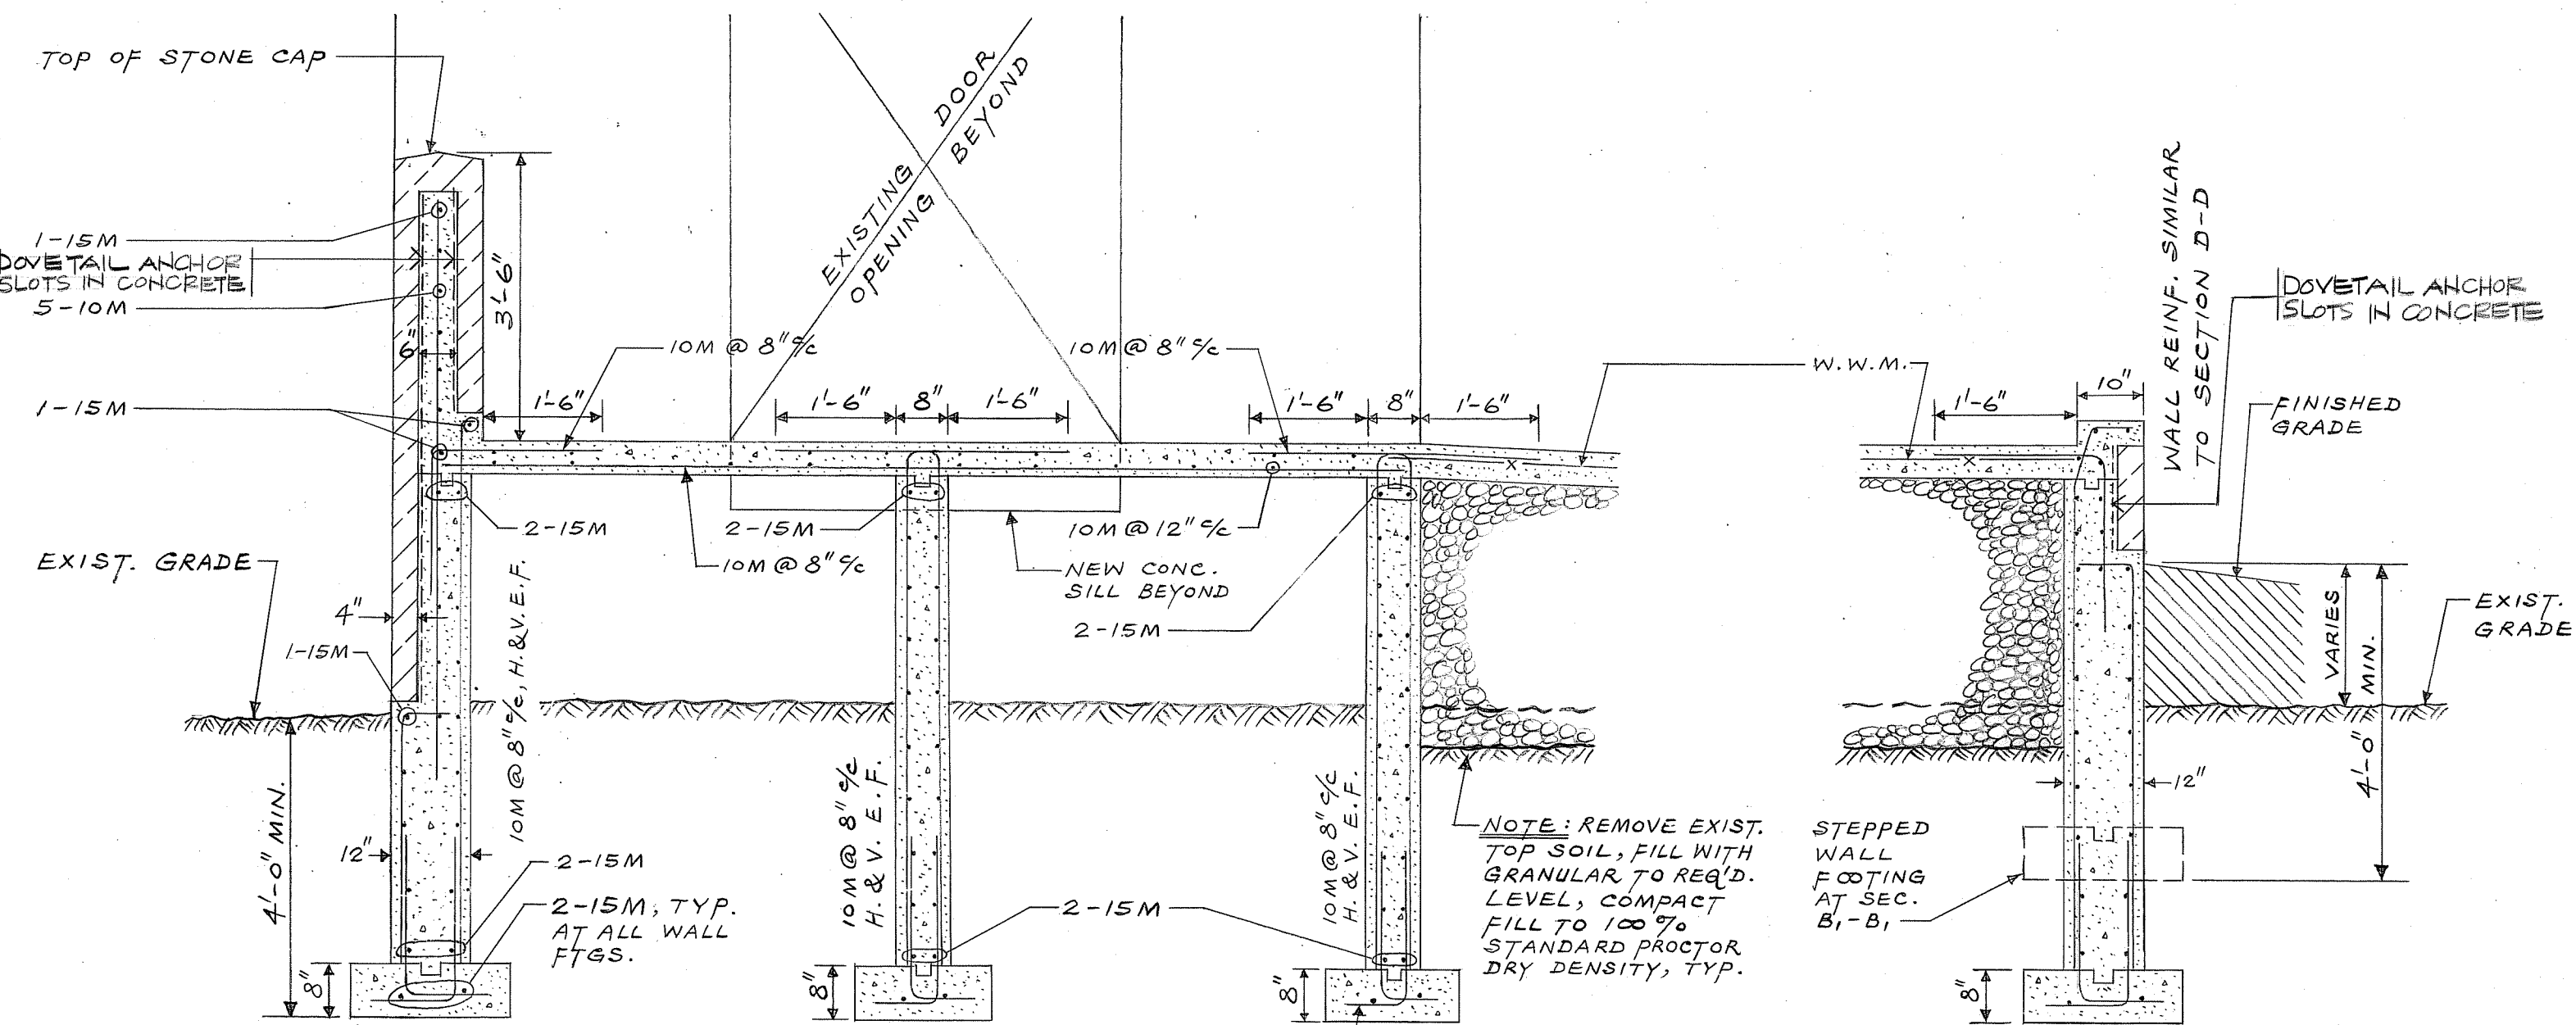 TOP OF STONE CAP
1-15M
DOVETAIL ANCHOR
SLOTS IN CONCRETE
5-10M
6"
3'-6"
1-15M
1'-6"
EXISTING DOOR
OPENING BEYOND
10M @ 8" c/c
10M @ 8" c/c
1'-6"
8"
1'-6"
1'-6"
8"
1'-6"
W.W.M.
1'-6"
10"
WALL REINF. SIMILAR
TO SECTION D-D
DOVETAIL ANCHOR
SLOTS IN CONCRETE
FINISHED
GRADE
2-15M
2-15M
10M @ 12" c/c
10M @ 8" c/c
NEW CONC.
SILL BEYOND
2-15M
EXIST. GRADE
4"
1-15M
10M @ 8" c/c, H.&V.E.F.
VARIES
4'-0" MIN.
EXIST.
GRADE
4'-0" MIN.
12"
2-15M
2-15M, TYP.
AT ALL WALL
FTGS.
8"
10M @ 8" c/c
H. & V. E. F.
2-15M
8"
10M @ 8" c/c
H. & V. E. F.
8"
NOTE: REMOVE EXIST.
TOP SOIL, FILL WITH
GRANULAR TO REQ'D.
LEVEL, COMPACT
FILL TO 100%
STANDARD PROCTOR
DRY DENSITY, TYP.
STEPPED
WALL
FOOTING
AT SEC.
B₁-B₁
12"
8"